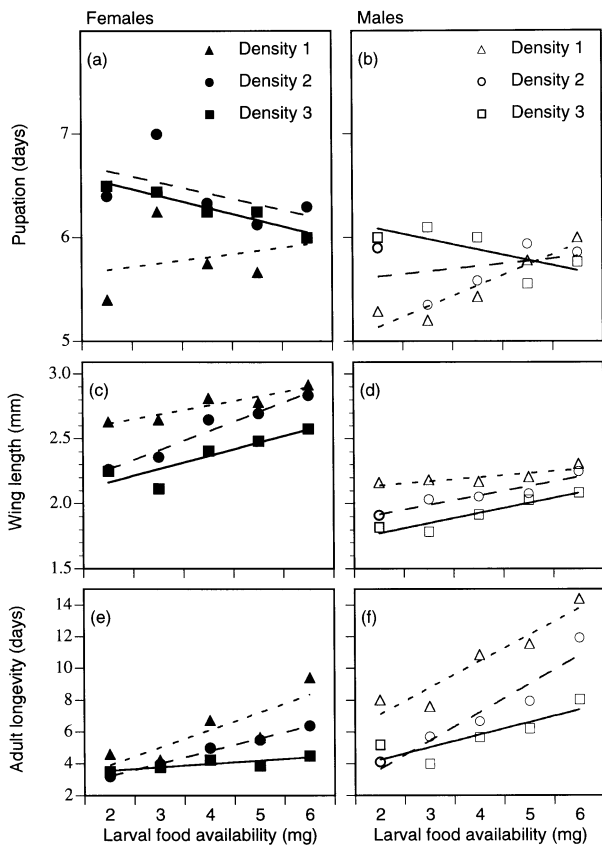 Females
Males
(a)
Density 1
Density 2
Density 3
(b)
Density 1
Density 2
Density 3
Pupation (days)
7
6
5
(c)
(d)
Wing length (mm)
3.0
2.5
2.0
1.5
(e)
(f)
Adult longevity (days)
14
12
10
8
6
4
2
2 3 4 5 6
2 3 4 5 6
Larval food availability (mg)
Larval food availability (mg)